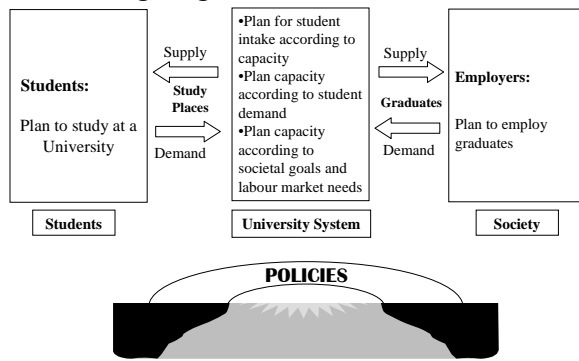 Students:
Plan to study at a
University
Supply
Study
Places
Demand
•Plan for student
intake according to
capacity
•Plan capacity
according to student
demand
•Plan capacity
according to
societal goals and
labour market needs
Supply
Graduates
Demand
Employers:
Plan to employ
graduates
Students
University System
Society
POLICIES